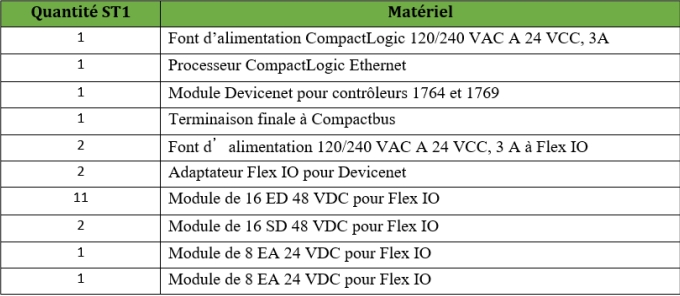 Quantité ST1 Matériel
1 Font d’alimentation CompactLogic 120/240 VAC A 24 VCC, 3A
1 Processeur CompactLogic Ethernet
1 Module Devicenet pour contrôleurs 1764 et 1769
1 Terminaison finale à Compactbus
2 Font d’ alimentation 120/240 VAC A 24 VCC, 3 A à Flex IO
2 Adaptateur Flex IO pour Devicenet
11 Module de 16 ED 48 VDC pour Flex IO
2 Module de 16 SD 48 VDC pour Flex IO
1 Module de 8 EA 24 VDC pour Flex IO
1 Module de 8 EA 24 VDC pour Flex IO